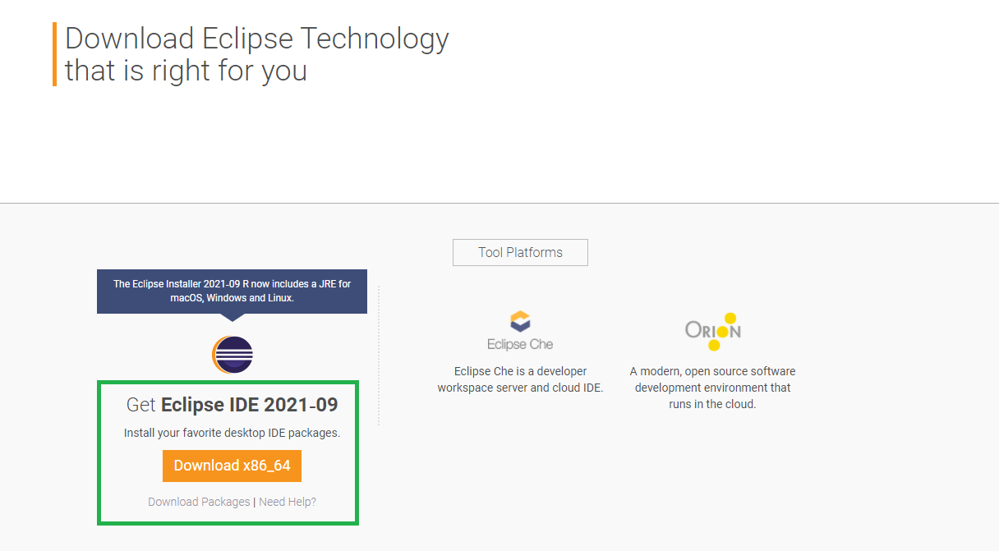 Download Eclipse Technology
that is right for you
Tool Platforms
The Eclipse Installer 2021-09 R now includes a JRE for
macOS, Windows and Linux.
Get Eclipse IDE 2021-09
Install your favorite desktop IDE packages.
Download x86_64
Download Packages | Need Help?
Eclipse Che
Eclipse Che is a developer
workspace server and cloud IDE.
ORION
A modern, open source software
development environment that
runs in the cloud.